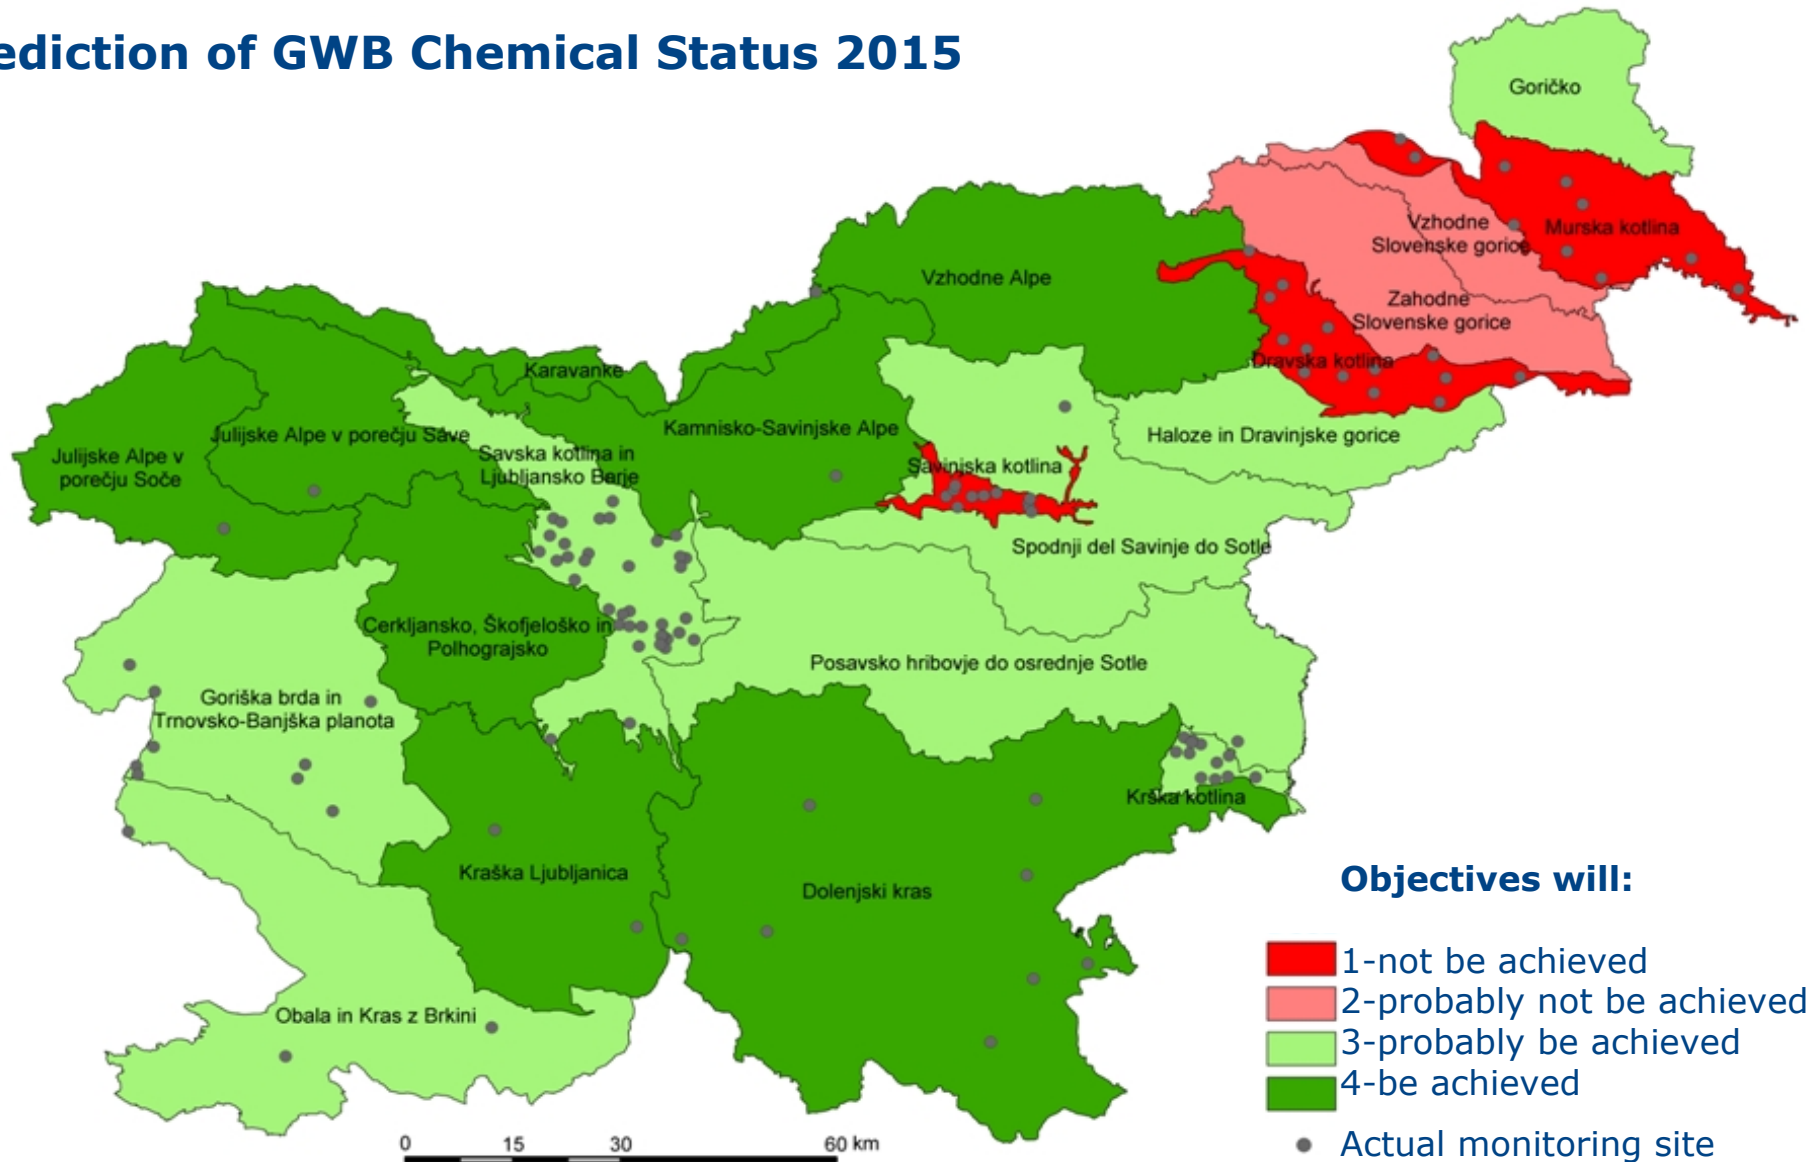 ediction of GWB Chemical Status 2015
Goričko
Vzhodne
Slovenske gorice
Murska kotlina
Vzhodne Alpe
Zahodne
Slovenske gorice
Dravska kotlina
Karavanke
Kamnisko-Savinjske Alpe
Haloze in Dravinjske gorice
Julijske Alpe v porečju Save
Julijske Alpe v
porečju Soče
Savska kotlina in
Ljubljansko Berje
Savinjska kotlina
Spodnji del Savinje do Sotle
Cerkljansko, Škofjeloško in
Polhograjsko
Posavsko hribovje do osrednje Sotle
Goriška brda in
Trnovsko-Banjška planota
Krška kotlina
Kraška Ljubljanica
Dolenjski kras
Obala in Kras z Brkini
Objectives will:
1-not be achieved
2-probably not be achieved
3-probably be achieved
4-be achieved
Actual monitoring site
0 15 30 60 km